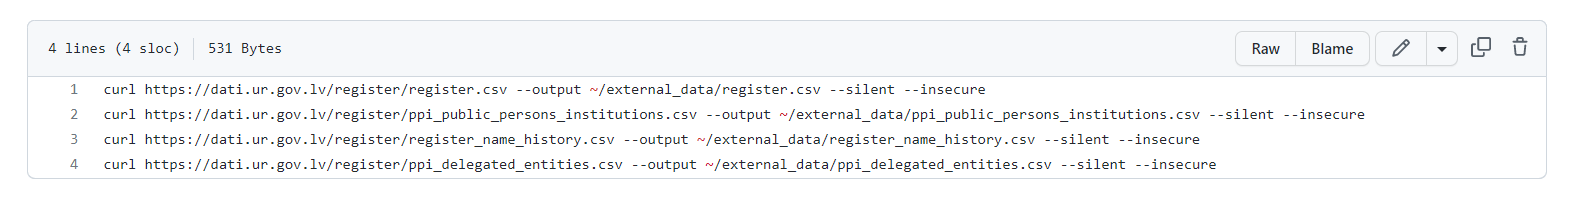 4 lines (4 sloc) 531 Bytes Raw Blame
1 curl https://dati.ur.gov.lv/register/register.csv --output ~/external_data/register.csv --silent --insecure
2 curl https://dati.ur.gov.lv/register/ppi_public_persons_institutions.csv --output ~/external_data/ppi_public_persons_institutions.csv --silent --insecure
3 curl https://dati.ur.gov.lv/register/register_name_history.csv --output ~/external_data/register_name_history.csv --silent --insecure
4 curl https://dati.ur.gov.lv/register/ppi_delegated_entities.csv --output ~/external_data/ppi_delegated_entities.csv --silent --insecure